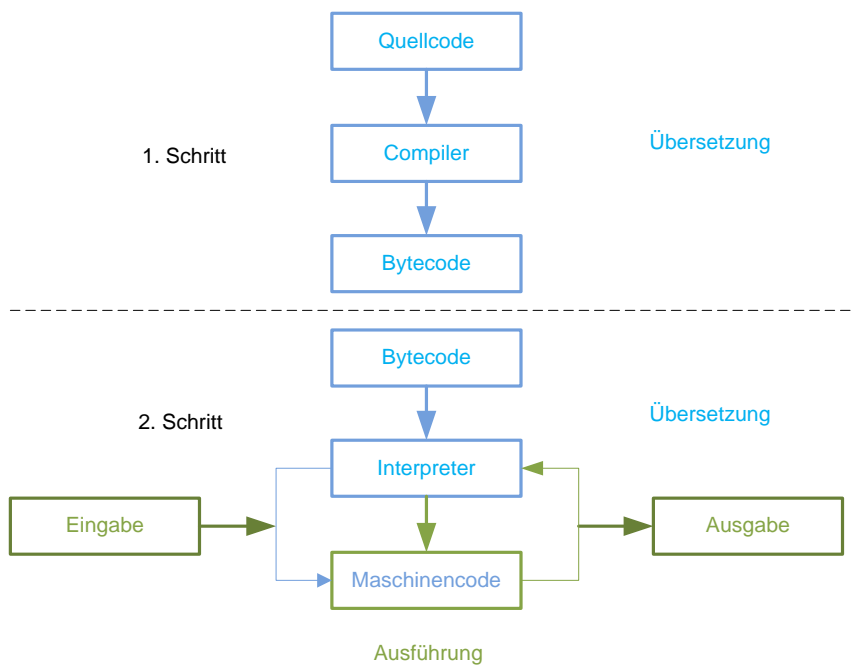 Quellcode
1. Schritt
Compiler
Übersetzung
Bytecode
Bytecode
2. Schritt
Übersetzung
Interpreter
Eingabe
Ausgabe
Maschinencode
Ausführung